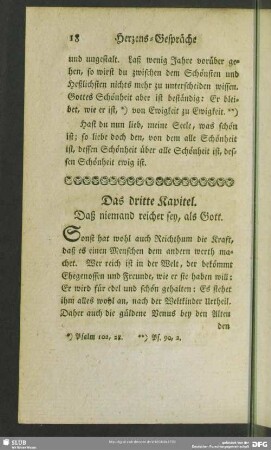 18 Herzens-Gespräche
und ungestalt. Laß wenig Jahre vorüber ge-
hen, so wirst du zwischen dem Schönsten und
Heßlichsten nichts mehr zu unterscheiden wissen.
Gottes Schönheit aber ist beständig: Er blei-
bet, wie er ist, *) von Ewigkeit zu Ewigkeit. **)
Hast du nun lieb, meine Seele, was schön
ist; so liebe doch den, von dem alle Schönheit
ist, dessen Schönheit über alle Schönheit ist, des-
sen Schönheit ewig ist.
Das dritte Kapitel.
Daß niemand reicher sey, als Gott.
Sonst hat wohl auch Reichthum die Kraft,
daß es einen Menschen dem andern werth ma-
chet. Wer reich ist in der Welt, der bekömmt
Ehegenossen und Freunde, wie er sie haben will:
Er wird für edel und schön gehalten: Es stehet
ihm alles wohl an, nach der Weltkinder Urtheil.
Daher auch die güldene Venus bey den Alten
den
*) Psalm 102, 28. **) Ps. 90, 2.
SLUB
DFG